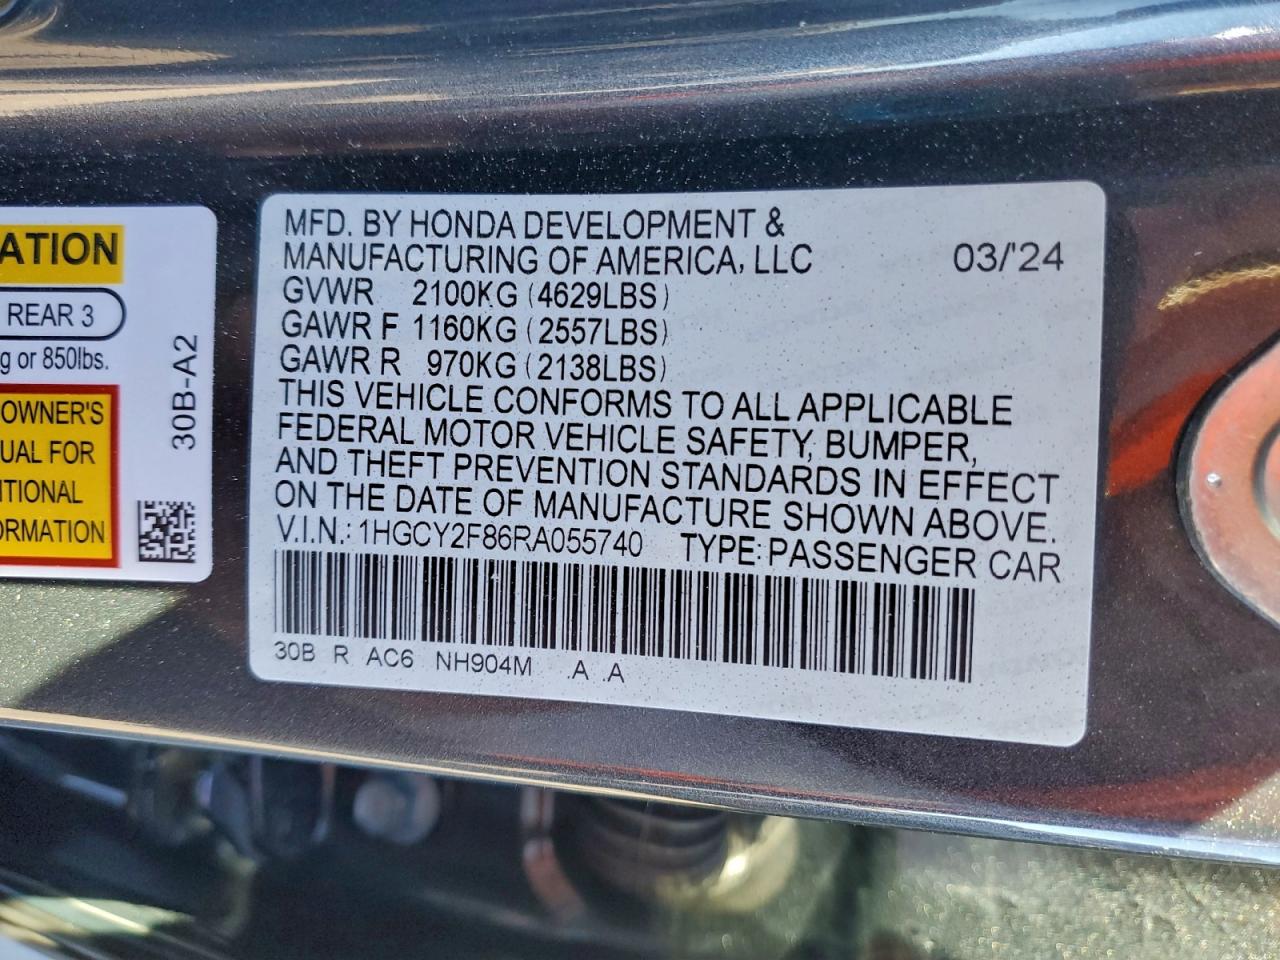 ATION
REAR 3
g or 850lbs.
OWNER'S
UAL FOR
ITIONAL
ORMATION
30B-A2
MFD. BY HONDA DEVELOPMENT &
MANUFACTURING OF AMERICA, LLC 03/'24
GVWR 2100KG (4629LBS)
GAWR F 1160KG (2557LBS)
GAWR R 970KG (2138LBS)
THIS VEHICLE CONFORMS TO ALL APPLICABLE
FEDERAL MOTOR VEHICLE SAFETY, BUMPER,
AND THEFT PREVENTION STANDARDS IN EFFECT
ON THE DATE OF MANUFACTURE SHOWN ABOVE.
V.I.N.: 1HGCY2F86RA055740 TYPE: PASSENGER CAR
30B R AC6 NH904M .A .A